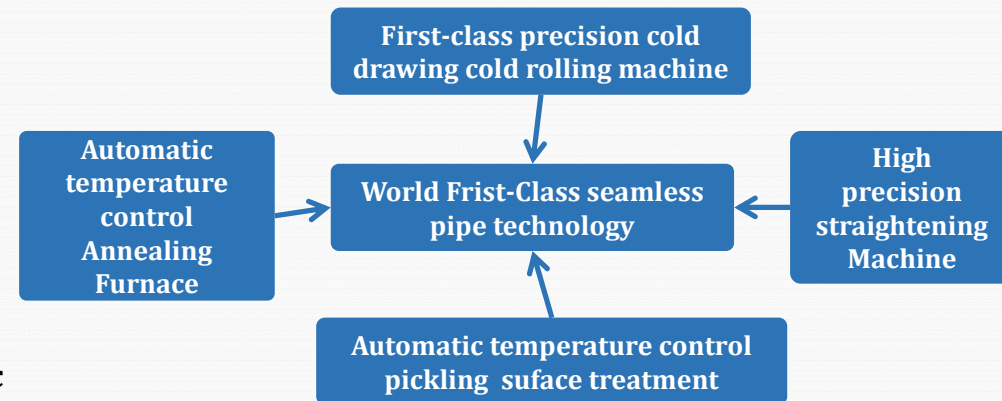 First-class precision cold
drawing cold rolling machine
Automatic
temperature
control
Annealing
Furnace
World Frist-Class seamless
pipe technology
High
precision
straightening
Machine
Automatic temperature control
pickling suface treatment